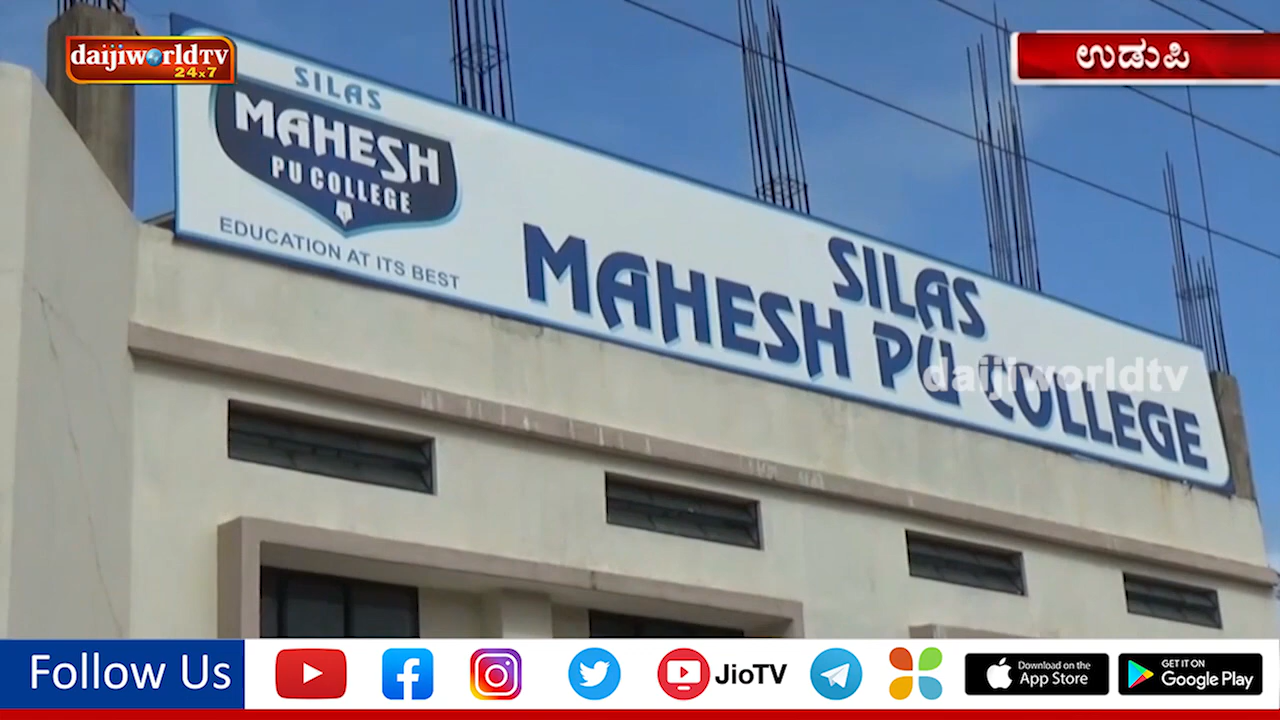 daijiworldTV
24x7
ಉಡುಪಿ
SILAS
MAHESH
PU COLLEGE
EDUCATION AT ITS BEST
SILAS
MAHESH PU COLLEGE
daijiworldtv
Follow Us
JioTV
Download on the
App Store
GET IT ON
Google Play